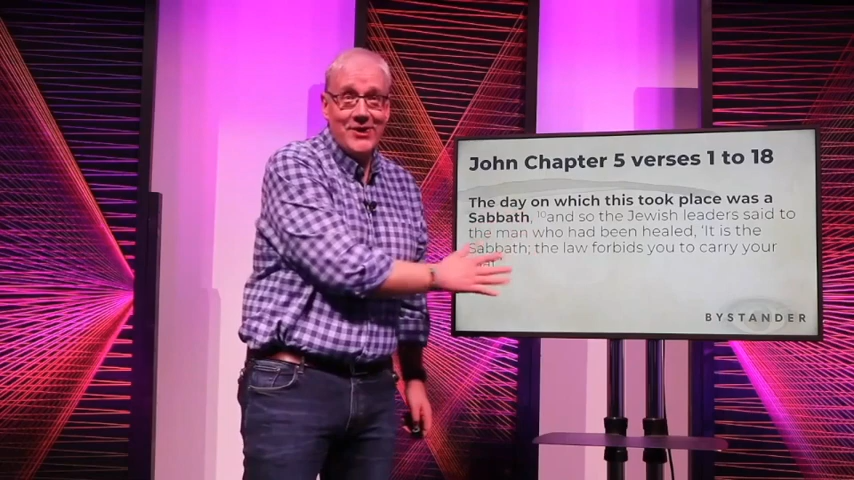 John Chapter 5 verses 1 to 18
The day on which this took place was a
Sabbath, ¹⁰and so the Jewish leaders said to
the man who had been healed, 'It is the
Sabbath; the law forbids you to carry your
BYSTANDER